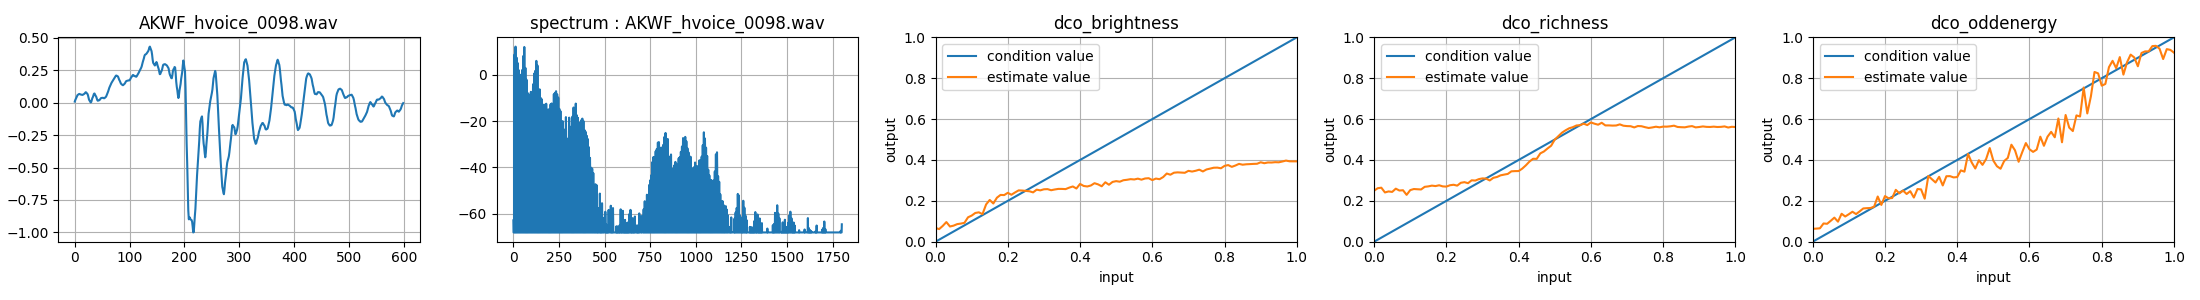 AKWF_hvoice_0098.wav
0.50
0.25
0.00
−0.25
−0.50
−0.75
−1.00
0 100 200 300 400 500 600
spectrum : AKWF_hvoice_0098.wav
0
−20
−40
−60
0 250 500 750 1000 1250 1500 1750
dco_brightness
condition value
estimate value
output
1.0
0.8
0.6
0.4
0.2
0.0
0.0 0.2 0.4 0.6 0.8 1.0
input
dco_richness
condition value
estimate value
output
1.0
0.8
0.6
0.4
0.2
0.0
0.0 0.2 0.4 0.6 0.8 1.0
input
dco_oddenergy
condition value
estimate value
output
1.0
0.8
0.6
0.4
0.2
0.0
0.0 0.2 0.4 0.6 0.8 1.0
input